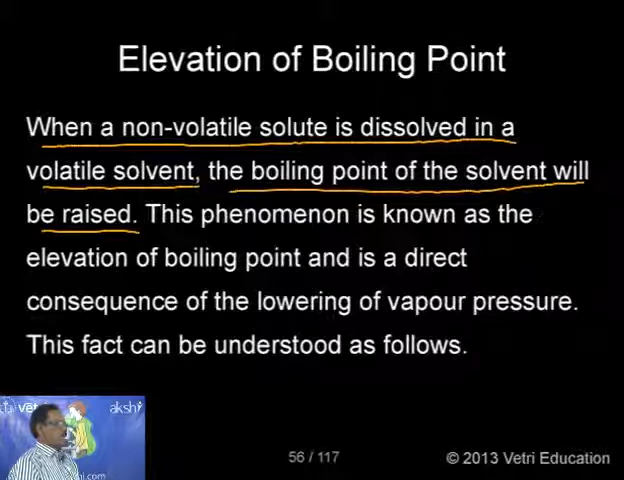 Elevation of Boiling Point
When a non-volatile solute is dissolved in a
volatile solvent, the boiling point of the solvent will
be raised. This phenomenon is known as the
elevation of boiling point and is a direct
consequence of the lowering of vapour pressure.
This fact can be understood as follows.
akshi
56 / 117
© 2013 Vetri Education